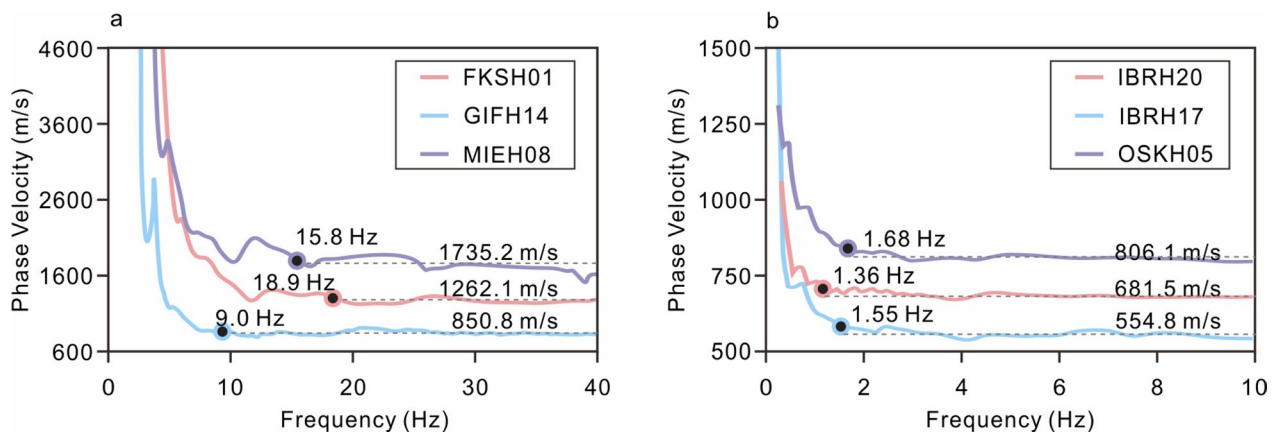 a
4600
3600
2600
1600
600
Phase Velocity (m/s)
FKSH01
GIFH14
MIEH08
15.8 Hz
1735.2 m/s
18.9 Hz
1262.1 m/s
9.0 Hz
850.8 m/s
0
10
20
30
40
Frequency (Hz)
b
1500
1250
1000
750
500
Phase Velocity (m/s)
IBRH20
IBRH17
OSKH05
1.68 Hz
806.1 m/s
1.36 Hz
681.5 m/s
1.55 Hz
554.8 m/s
0
2
4
6
8
10
Frequency (Hz)